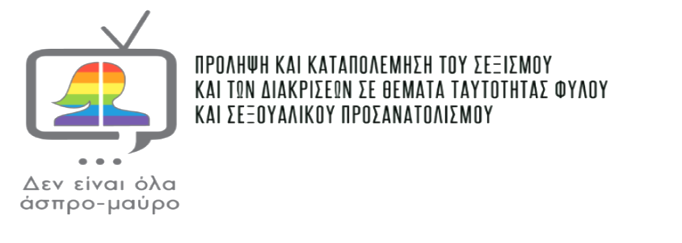 ΠΡΟΛΗΨΗ ΚΑΙ ΚΑΤΑΠΟΛΕΜΗΣΗ ΤΟΥ ΣΕΞΙΣΜΟΥ
ΚΑΙ ΤΩΝ ΔΙΑΚΡΙΣΕΩΝ ΣΕ ΘΕΜΑΤΑ ΤΑΥΤΟΤΗΤΑΣ ΦΥΛΟΥ
ΚΑΙ ΣΕΞΟΥΑΛΙΚΟΥ ΠΡΟΣΑΝΑΤΟΛΙΣΜΟΥ
Δεν είναι όλα
άσπρο-μαύρο